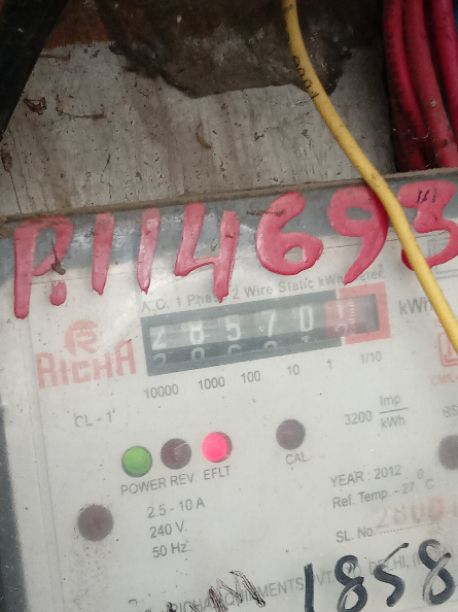 P.114693
A.C. 1 Phase 2 Wire Static kWh Meter
28570
kWh
RICHA
10000 1000 100 10 1 1/10
CL - 1
3200 Imp/kWh
POWER REV. EFLT
CAL.
2.5 - 10 A
240 V.
50 Hz
YEAR : 2012
Ref. Temp. - 27 °C
SL. No.
1858